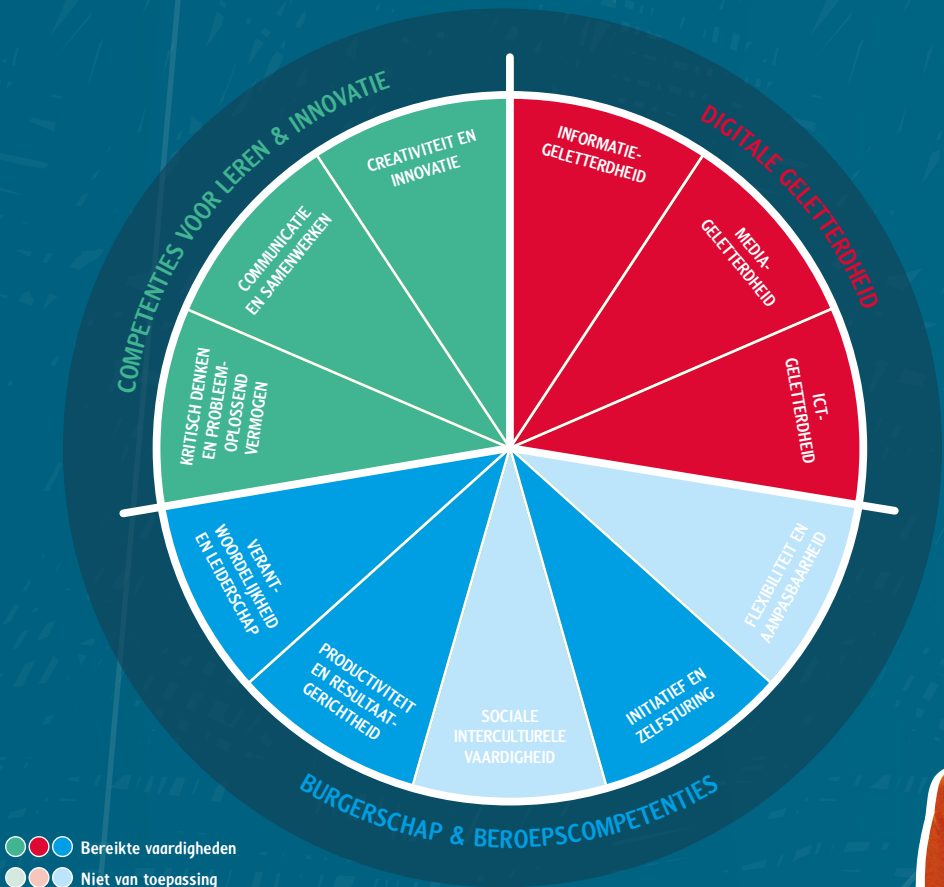 COMPETENTIES VOOR LEREN & INNOVATIE
DIGITALE GELETTERDHEID
CREATIVITEIT EN
INNOVATIE
INFORMATIE-
GELETTERDHEID
COMMUNICATIE
EN SAMENWERKEN
MEDIA-
GELETTERDHEID
KRITISCH DENKEN
EN PROBLEEM-
OPLOSSEND
VERMOGEN
ICT-
GELETTERDHEID
VERANT-
WOORDELIJKHEID
EN LEIDERSCHAP
FLEXIBILITEIT EN
AANPASBAARHEID
PRODUCTIVITEIT
EN RESULTAAT-
GERICHTHEID
SOCIALE
INTERCULTURELE
VAARDIGHEID
INITIATIEF EN
ZELFSTURING
BURGERSCHAP & BEROEPSCOMPETENTIES
Bereikte vaardigheden
Niet van toepassing